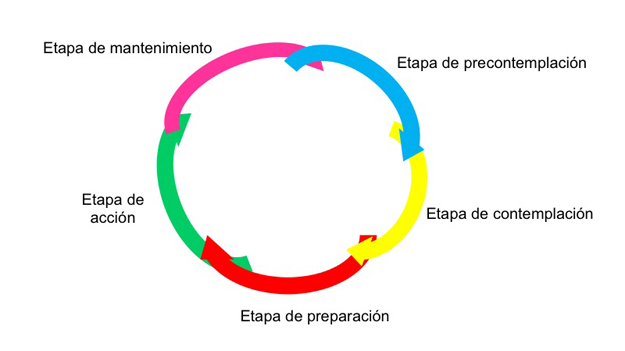 Etapa de mantenimiento
Etapa de precontemplación
Etapa de
acción
Etapa de contemplación
Etapa de preparación